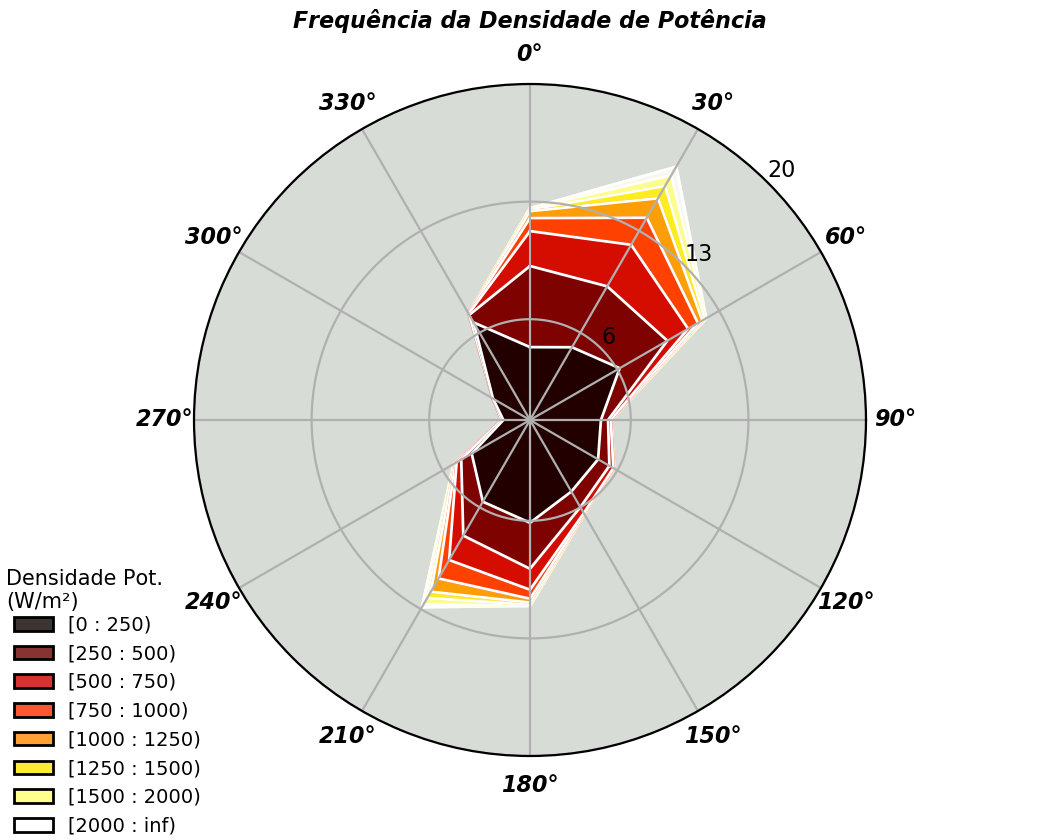 Frequência da Densidade de Potência
0°
330°
30°
20
300°
60°
13
6
270°
90°
240°
120°
210°
150°
180°
Densidade Pot.
(W/m²)
[0 : 250)
[250 : 500)
[500 : 750)
[750 : 1000)
[1000 : 1250)
[1250 : 1500)
[1500 : 2000)
[2000 : inf)